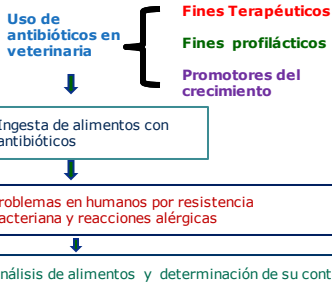 Uso de
antibióticos en
veterinaria
Fines Terapéuticos
Fines profilácticos
Promotores del
crecimiento
Ingesta de alimentos con
antibióticos
roblemas en humanos por resistencia
acteriana y reacciones alérgicas
nálisis de alimentos y determinación de su cont